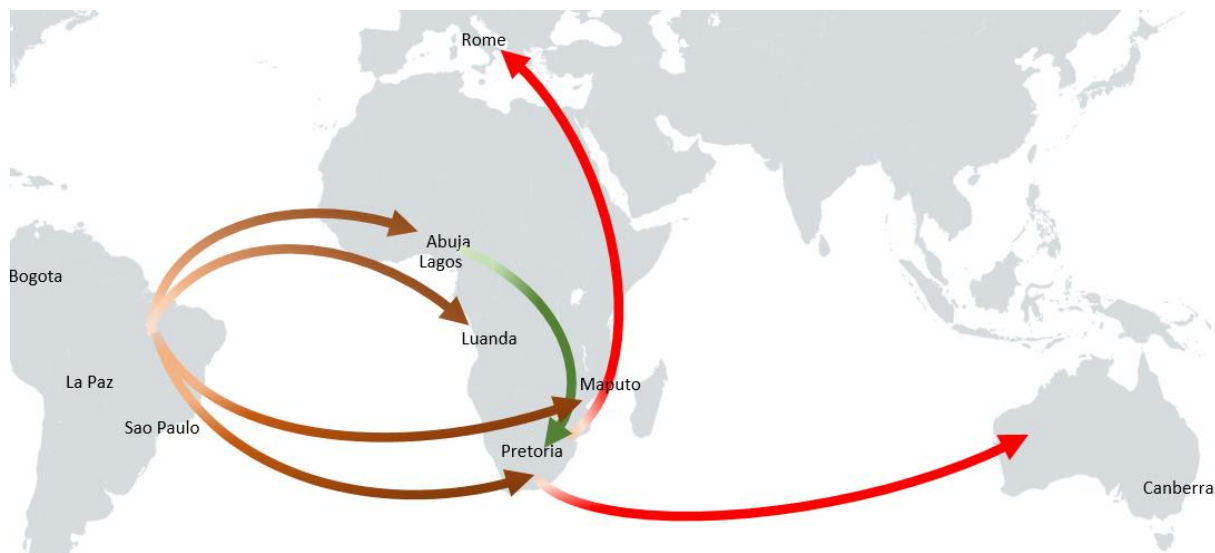 Rome
Abuja
Lagos
Bogota
Luanda
La Paz
Maputo
Sao Paulo
Pretoria
Canberra